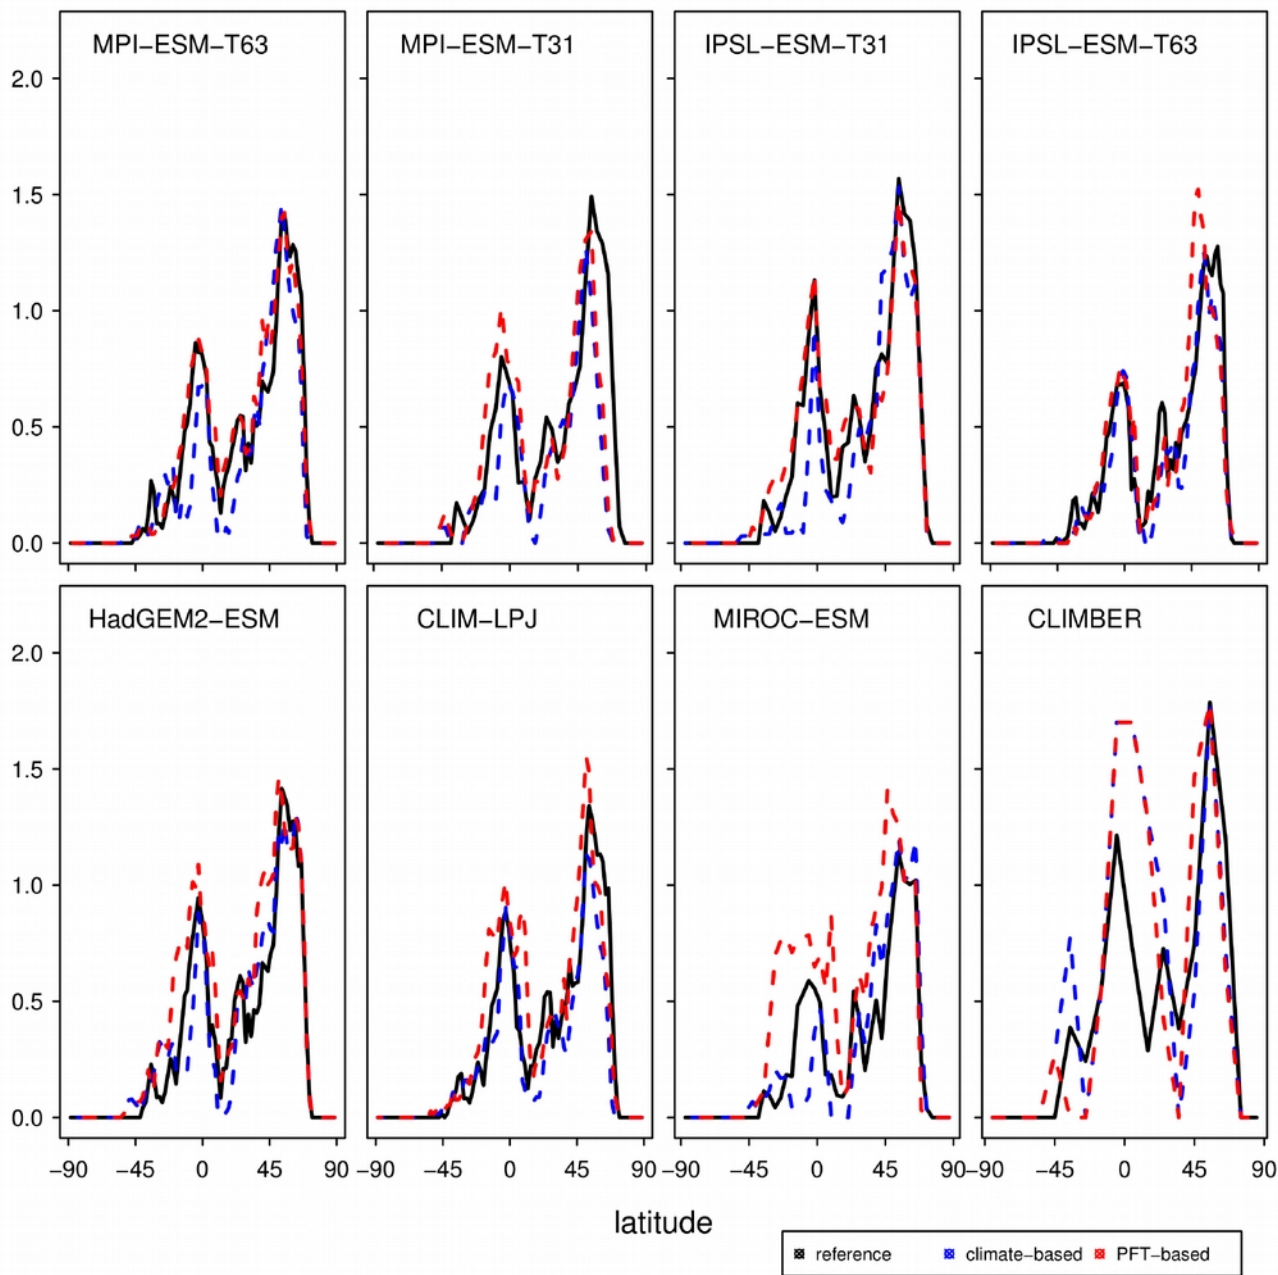 MPI−ESM−T63 MPI−ESM−T31 IPSL−ESM−T31 IPSL−ESM−T63
2.0
1.5
1.0
0.5
0.0
HadGEM2−ESM CLIM−LPJ MIROC−ESM CLIMBER
2.0
1.5
1.0
0.5
0.0
−90 −45 0 45 90 −90 −45 0 45 90 −90 −45 0 45 90 −90 −45 0 45 90
latitude
reference climate−based PFT−based